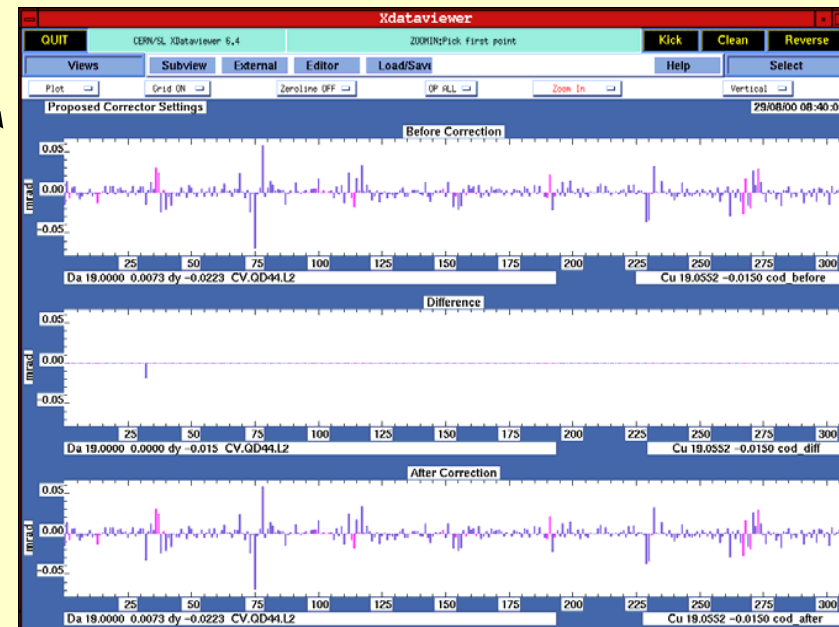 Xdataviewer
QUIT CERN/SL XDataviewer 6.4 ZOOMIN:Pick first point Kick Clean Reverse
Views Subview External Editor Load/Save Help Select
Plot Grid ON Zeroline OFF OP ALL Zoom In Vertical
Proposed Corrector Settings 29/08/00 08:40:0
Before Correction
0.05
0.00
-0.05
mrad
25 50 75 100 125 150 175 200 225 250 275 300
Da 19.0000 0.0073 dy -0.0223 CV.QD44.L2 Cu 19.0552 -0.0150 cod_before
Difference
0.05
0.00
-0.05
mrad
25 50 75 100 125 150 175 200 225 250 275 300
Da 19.0000 0.0000 dy -0.015 CV.QD44.L2 Cu 19.0552 -0.0150 cod_diff
After Correction
0.05
0.00
-0.05
mrad
25 50 75 100 125 150 175 200 225 250 275 300
Da 19.0000 0.0073 dy -0.0223 CV.QD44.L2 Cu 19.0552 -0.0150 cod_after